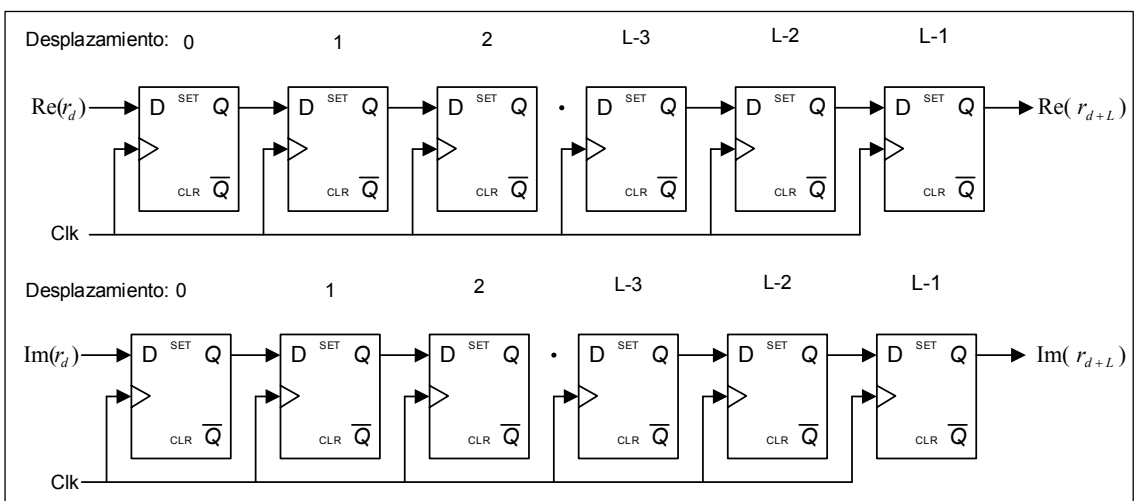 Desplazamiento: 0 1 2 L-3 L-2 L-1
Re(r_d) D SET Q D SET Q D SET Q · D SET Q D SET Q D SET Q Re( r_{d+L})
CLR Q̅ CLR Q̅ CLR Q̅ CLR Q̅ CLR Q̅ CLR Q̅
Clk
Desplazamiento: 0 1 2 L-3 L-2 L-1
Im(r_d) D SET Q D SET Q D SET Q · D SET Q D SET Q D SET Q Im( r_{d+L})
CLR Q̅ CLR Q̅ CLR Q̅ CLR Q̅ CLR Q̅ CLR Q̅
Clk